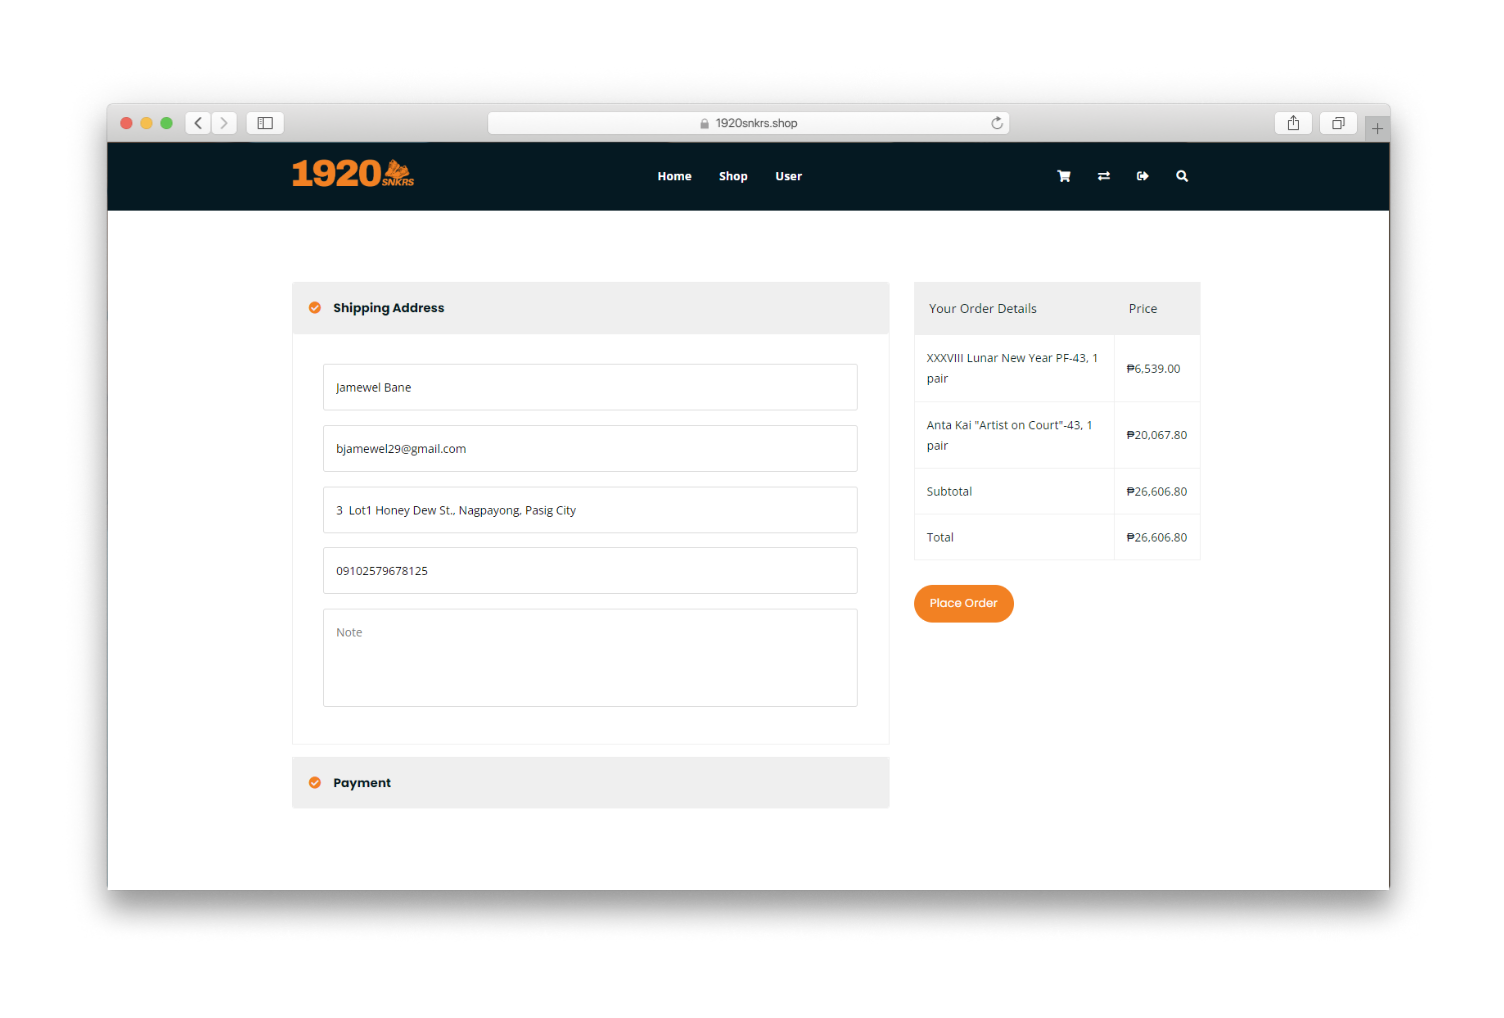 1920snkrs.shop
1920 SNKRS
Home Shop User
Shipping Address
Jamewel Bane
bjamewel29@gmail.com
3  Lot1 Honey Dew St., Nagpayong, Pasig City
09102579678125
Note
Payment
Your Order Details Price
XXXVIII Lunar New Year PF-43, 1
pair
₱6,539.00
Anta Kai "Artist on Court"-43, 1
pair
₱20,067.80
Subtotal ₱26,606.80
Total ₱26,606.80
Place Order